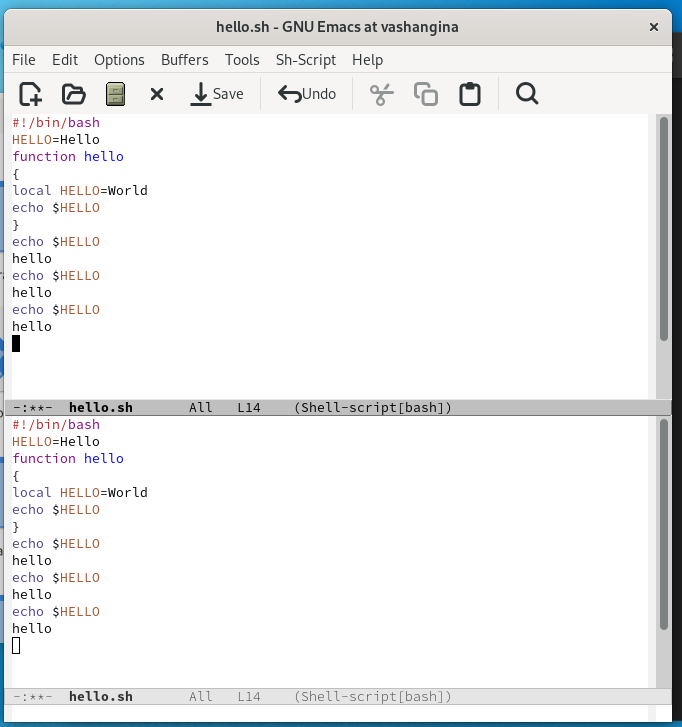 hello.sh - GNU Emacs at vashangina
File Edit Options Buffers Tools Sh-Script Help
Save Undo
#!/bin/bash
HELLO=Hello
function hello
{
local HELLO=World
echo $HELLO
}
echo $HELLO
hello
echo $HELLO
hello
echo $HELLO
hello
-:**- hello.sh All L14 (Shell-script[bash])
#!/bin/bash
HELLO=Hello
function hello
{
local HELLO=World
echo $HELLO
}
echo $HELLO
hello
echo $HELLO
hello
echo $HELLO
hello
-:**- hello.sh All L14 (Shell-script[bash])